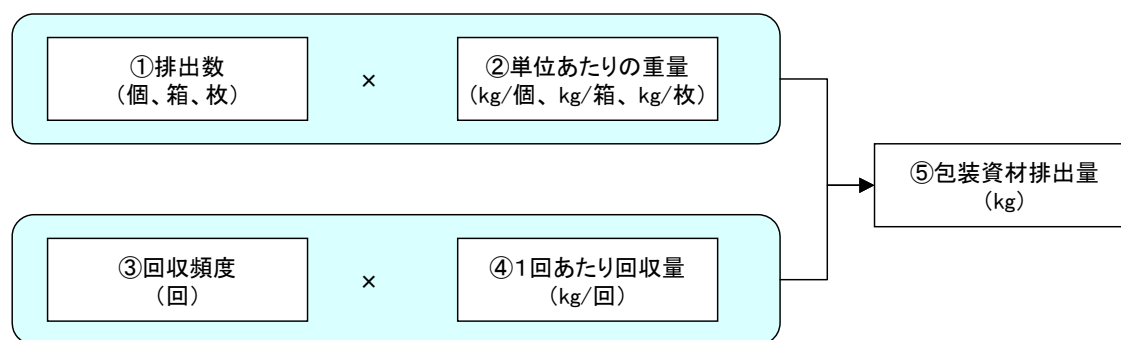 ①排出数
（個、箱、枚）
×
②単位あたりの重量
（kg/個、kg/箱、kg/枚）
⑤包装資材排出量
（kg）
③回収頻度
（回）
×
④１回あたり回収量
（kg/回）